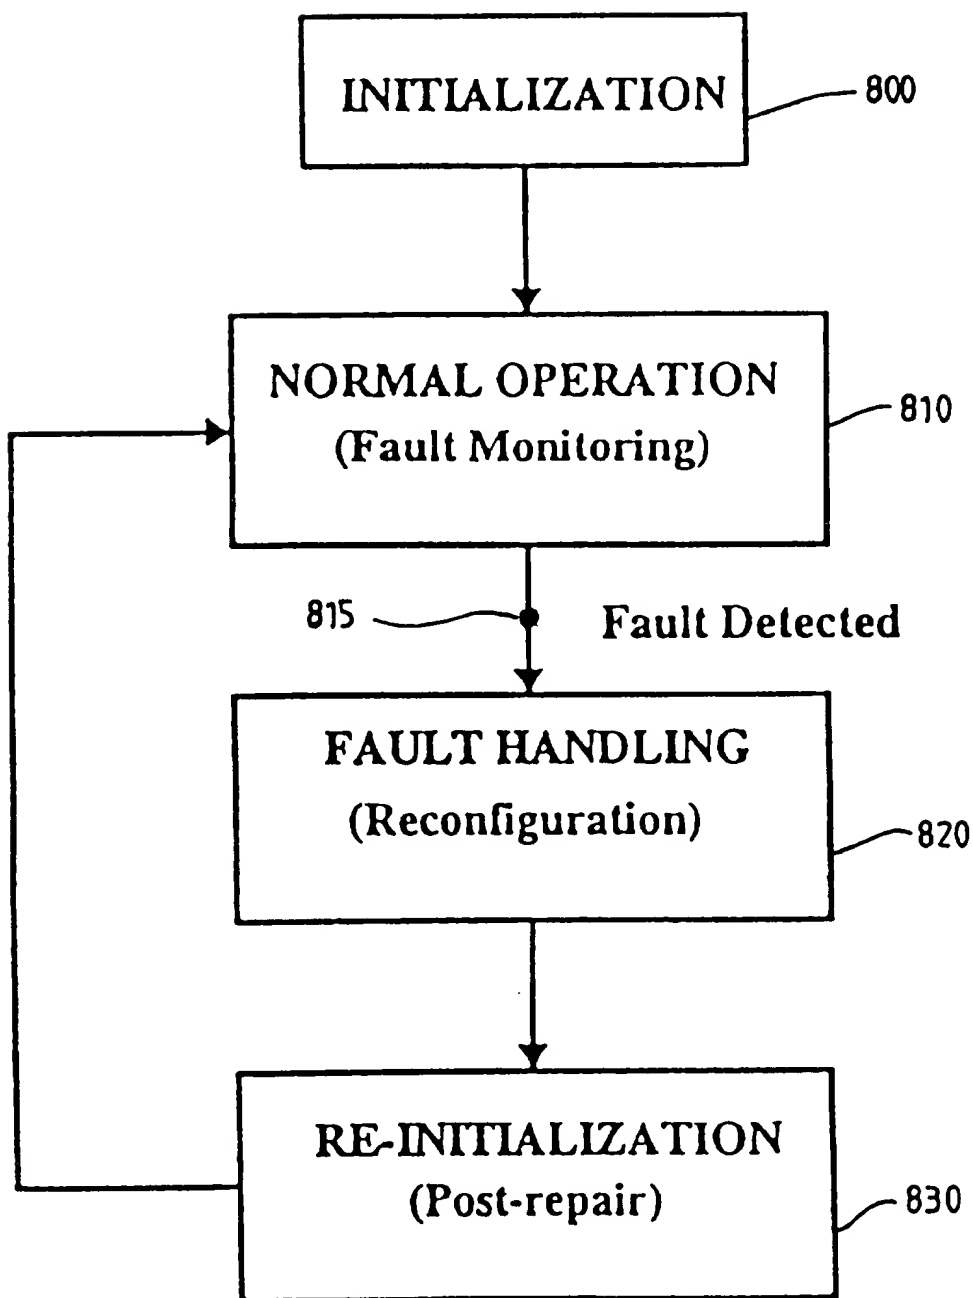 INITIALIZATION
800
NORMAL OPERATION
(Fault Monitoring)
810
815
Fault Detected
FAULT HANDLING
(Reconfiguration)
820
RE-INITIALIZATION
(Post-repair)
830